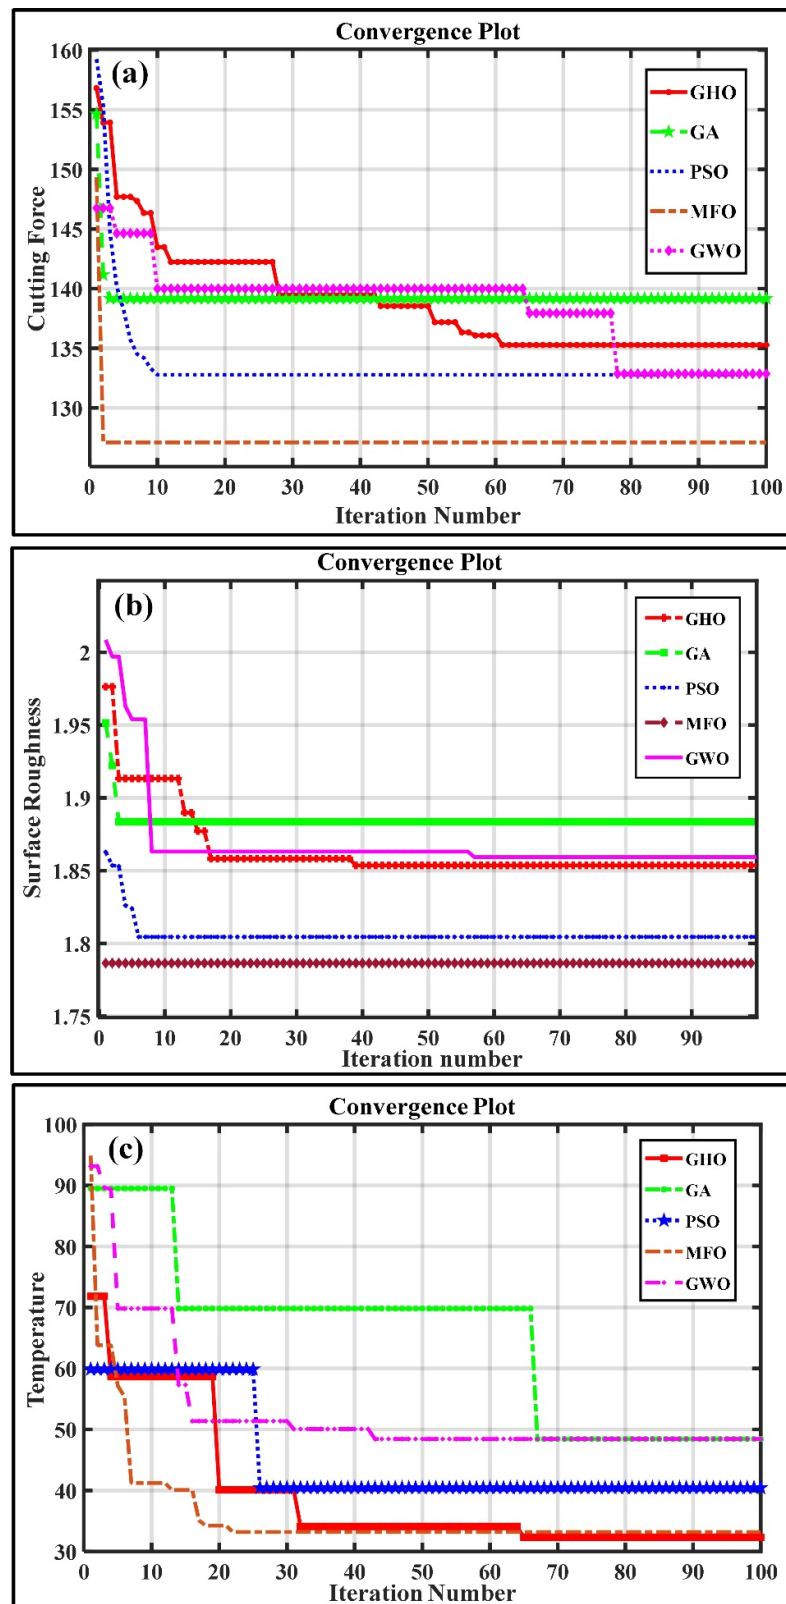 Convergence Plot
(a)
160
155
150
145
140
135
130
Cutting Force
GHO
GA
PSO
MFO
GWO
0 10 20 30 40 50 60 70 80 90 100
Iteration Number
Convergence Plot
(b)
2
1.95
1.9
1.85
1.8
1.75
Surface Roughness
GHO
GA
PSO
MFO
GWO
0 10 20 30 40 50 60 70 80 90
Iteration number
Convergence Plot
(c)
100
90
80
70
60
50
40
30
Temperature
GHO
GA
PSO
MFO
GWO
0 10 20 30 40 50 60 70 80 90 100
Iteration Number